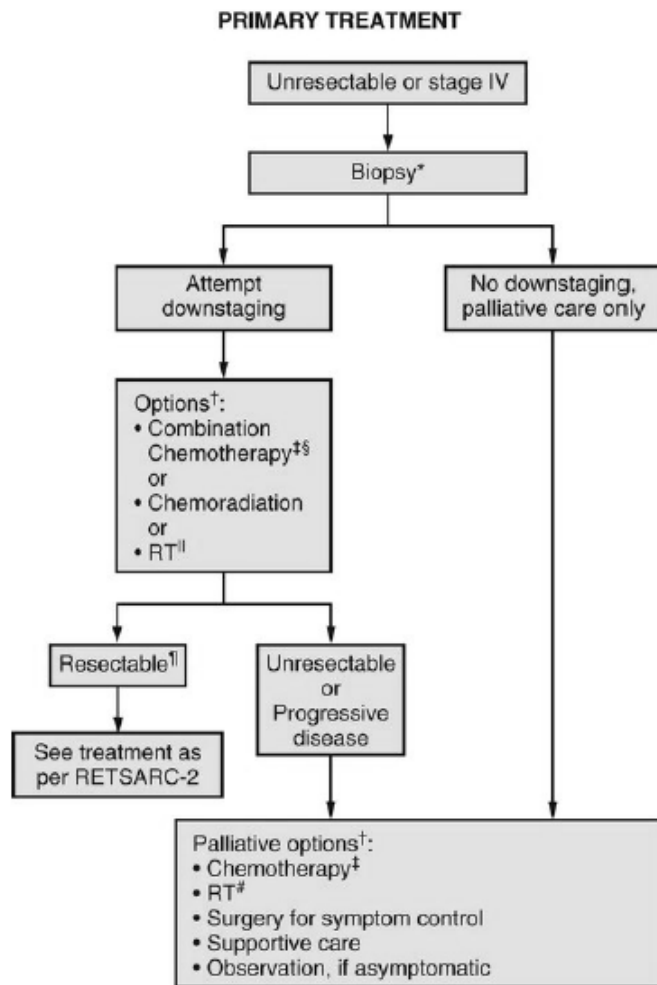 PRIMARY TREATMENT
Unresectable or stage IV
Biopsy*
Attempt
downstaging
No downstaging,
palliative care only
Options†:
• Combination
Chemotherapy‡§
or
• Chemoradiation
or
• RT||
Resectable¶
Unresectable
or
Progressive
disease
See treatment as
per RETSARC-2
Palliative options†:
• Chemotherapy‡
• RT#
• Surgery for symptom control
• Supportive care
• Observation, if asymptomatic